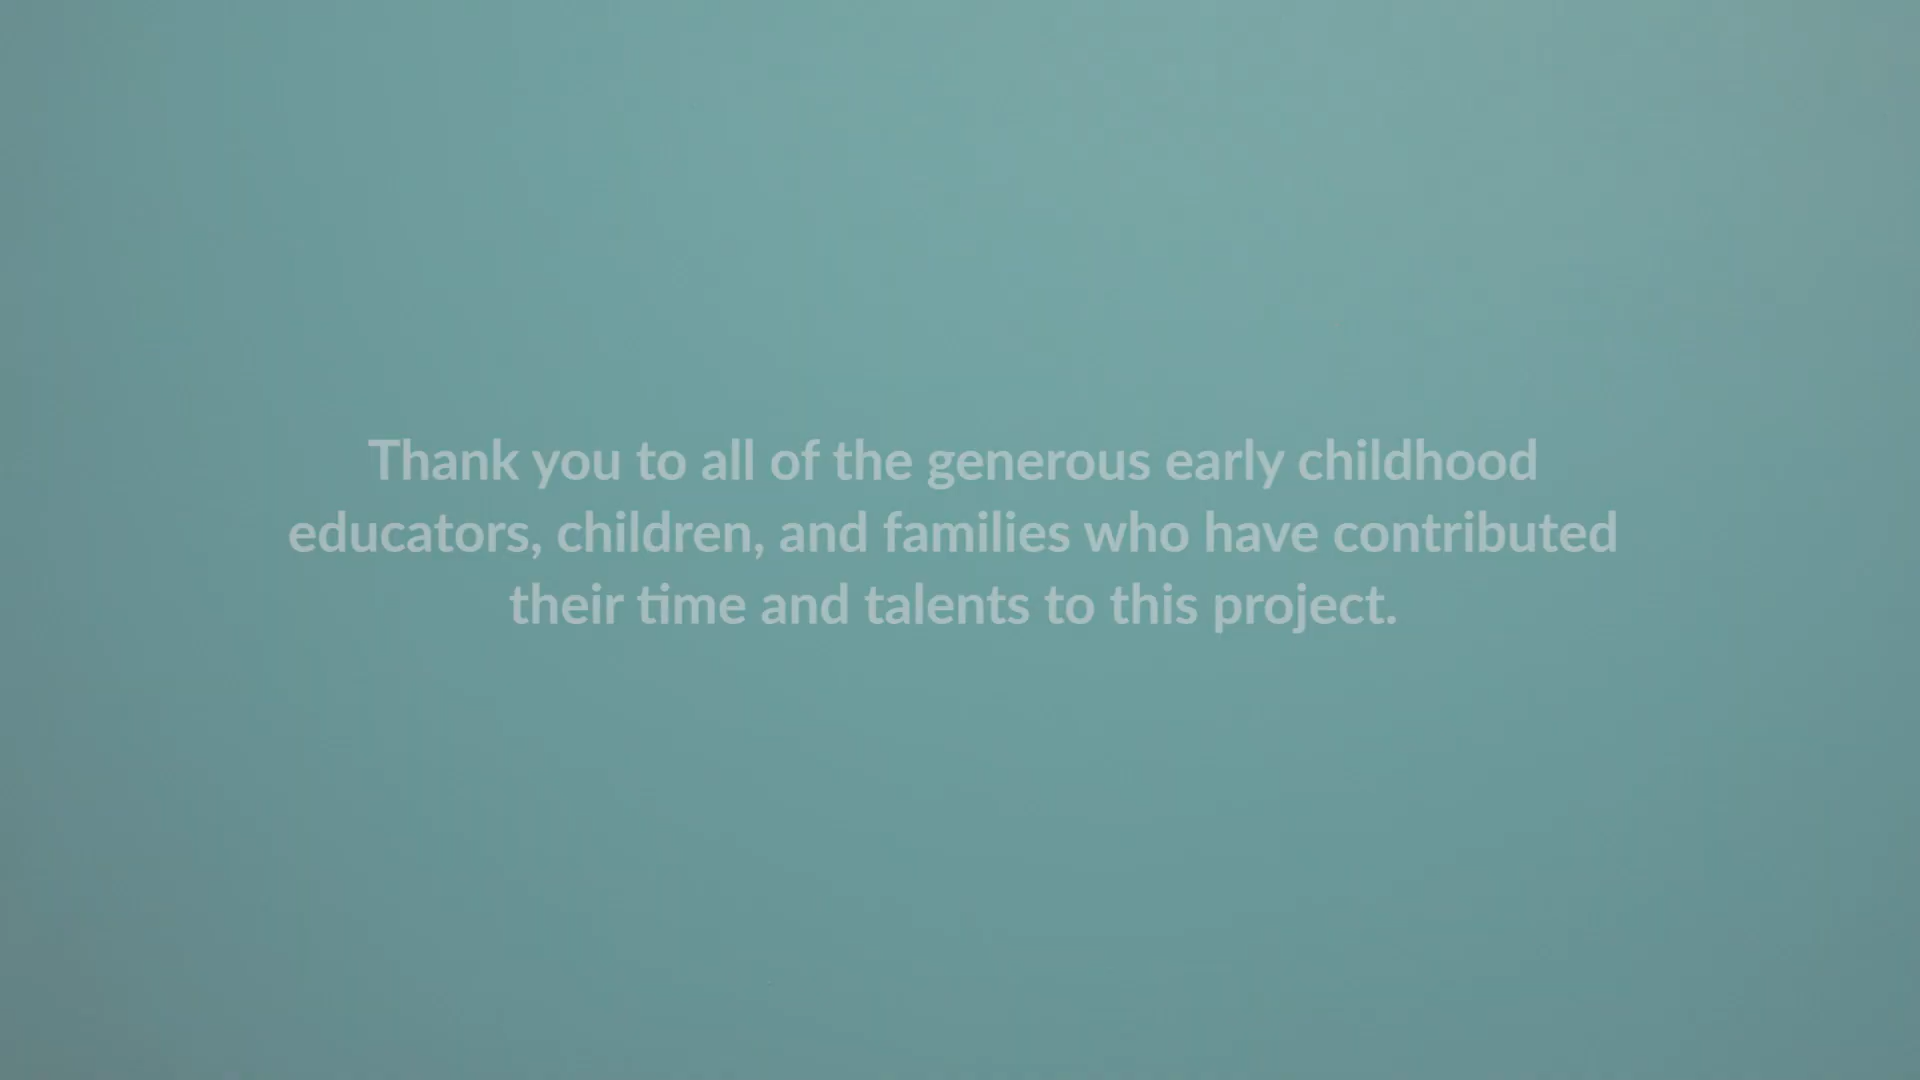 Thank you to all of the generous early childhood
educators, children, and families who have contributed
their time and talents to this project.